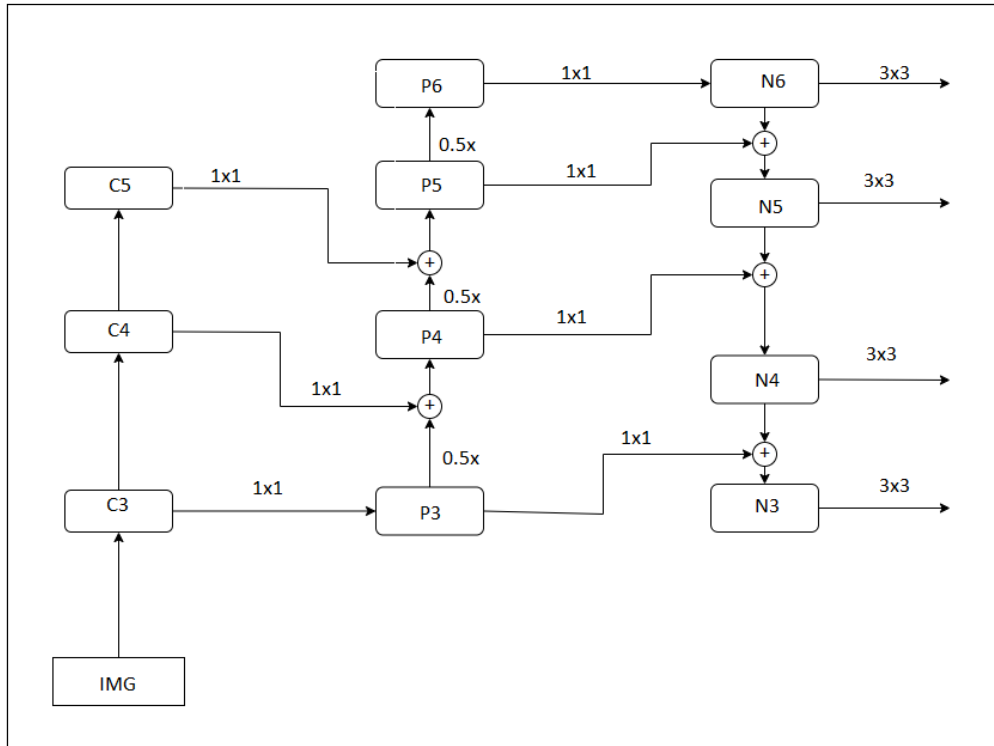 P6
1x1
N6
3x3
0.5x
+
C5
1x1
P5
1x1
N5
3x3
+
0.5x
+
C4
P4
1x1
1x1
+
N4
3x3
1x1
+
0.5x
C3
1x1
P3
N3
3x3
IMG